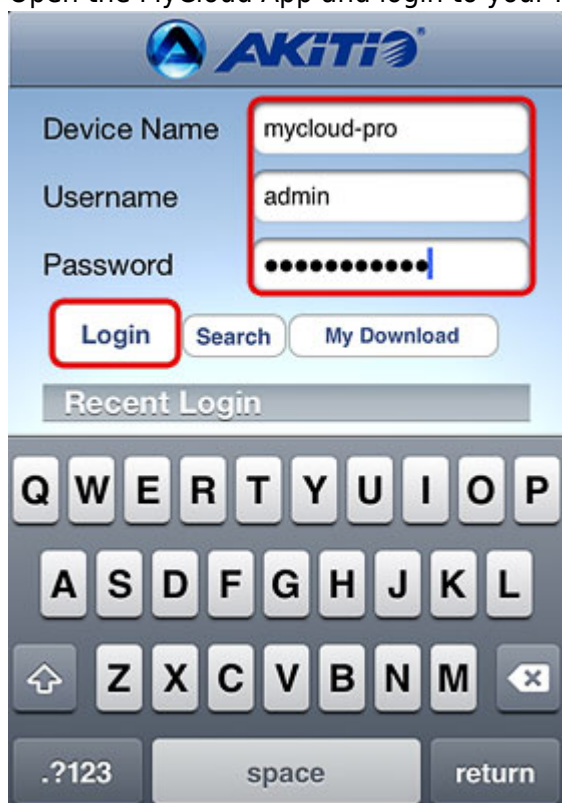 Open the MyCloud App and login to your
AKiTiO®
Device Name mycloud-pro
Username admin
Password ●●●●●●●●●●●
Login Search My Download
Recent Login
Q W E R T Y U I O P
A S D F G H J K L
Z X C V B N M
.?123 space return